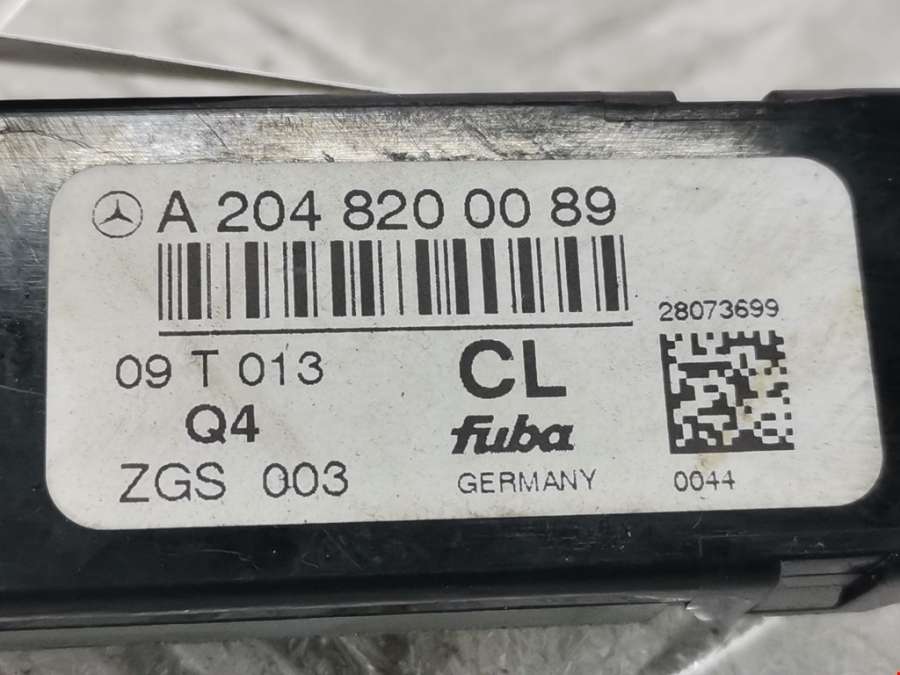 A 204 820 00 89
28073699
09 T 013
CL
Q4
fuba
ZGS 003
GERMANY
0044